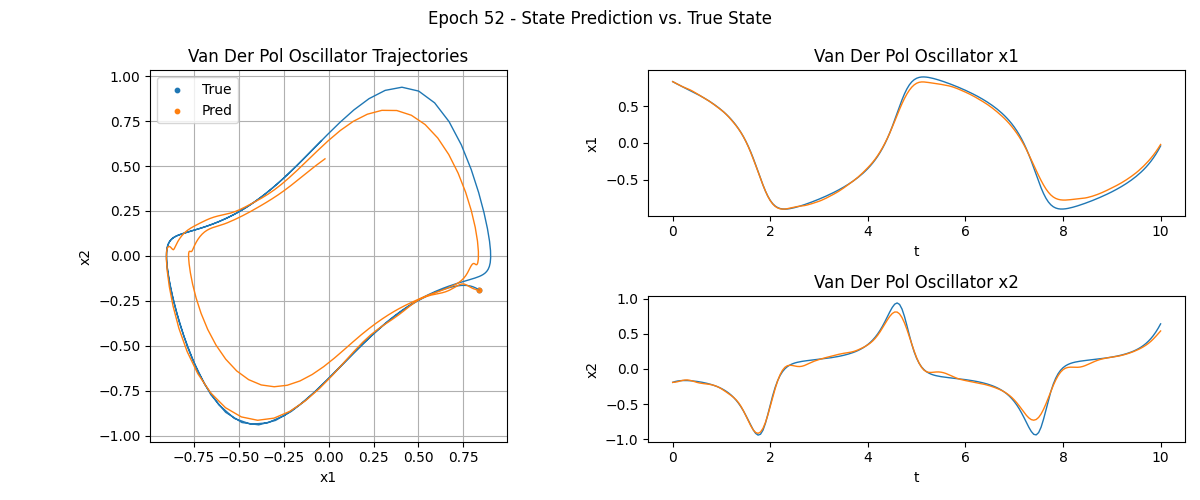 Epoch 52 - State Prediction vs. True State
Van Der Pol Oscillator Trajectories
True
Pred
1.00
0.75
0.50
0.25
0.00
−0.25
−0.50
−0.75
−1.00
x2
−0.75 −0.50 −0.25 0.00 0.25 0.50 0.75
x1
Van Der Pol Oscillator x1
0.5
0.0
−0.5
x1
0 2 4 6 8 10
t
Van Der Pol Oscillator x2
1.0
0.5
0.0
−0.5
−1.0
x2
0 2 4 6 8 10
t